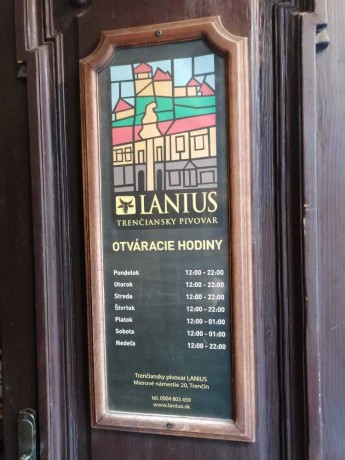 LANIUS
TRENČIANSKY PIVOVAR
OTVÁRACIE HODINY
Pondelok 12:00 - 22:00
Utorok 12:00 - 22:00
Streda 12:00 - 22:00
Štvrtok 12:00 - 22:00
Piatok 12:00 - 01:00
Sobota 12:00 - 01:00
Nedeľa 12:00 - 22:00
Trenčiansky pivovar LANIUS
Mierové námestie 20, Trenčín
tel. 0904 803 459
www.lanius.sk